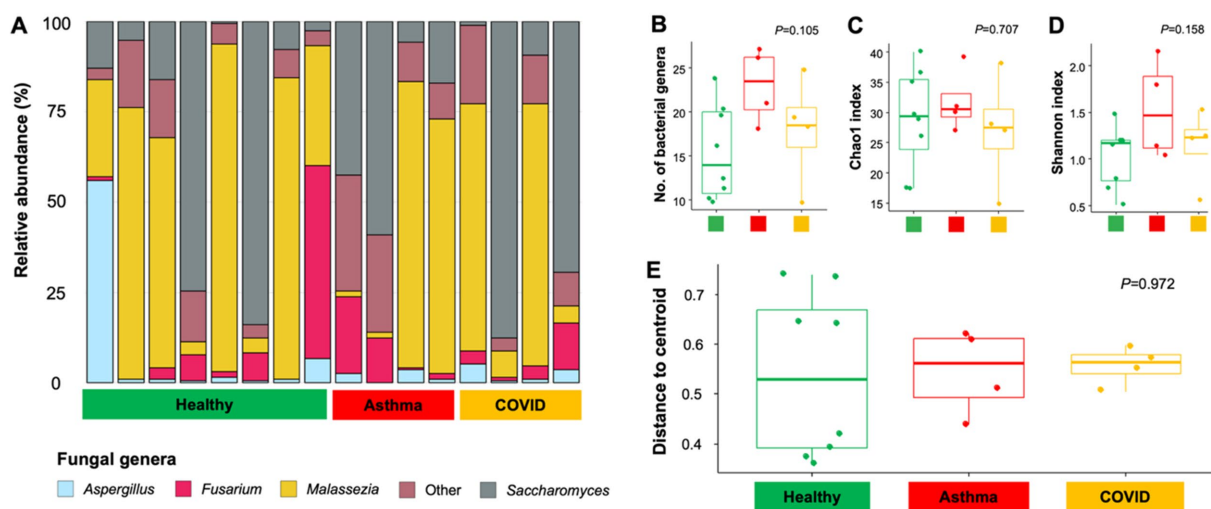 A
Relative abundance (%)
100
75
50
25
0
Healthy
Asthma
COVID
Fungal genera
Aspergillus
Fusarium
Malassezia
Other
Saccharomyces
B
P=0.105
No. of bacterial genera
25
20
15
10
C
P=0.707
Chao1 index
40
35
30
25
20
15
D
P=0.158
Shannon index
2.0
1.5
1.0
0.5
E
P=0.972
Distance to centroid
0.7
0.6
0.5
0.4
Healthy
Asthma
COVID